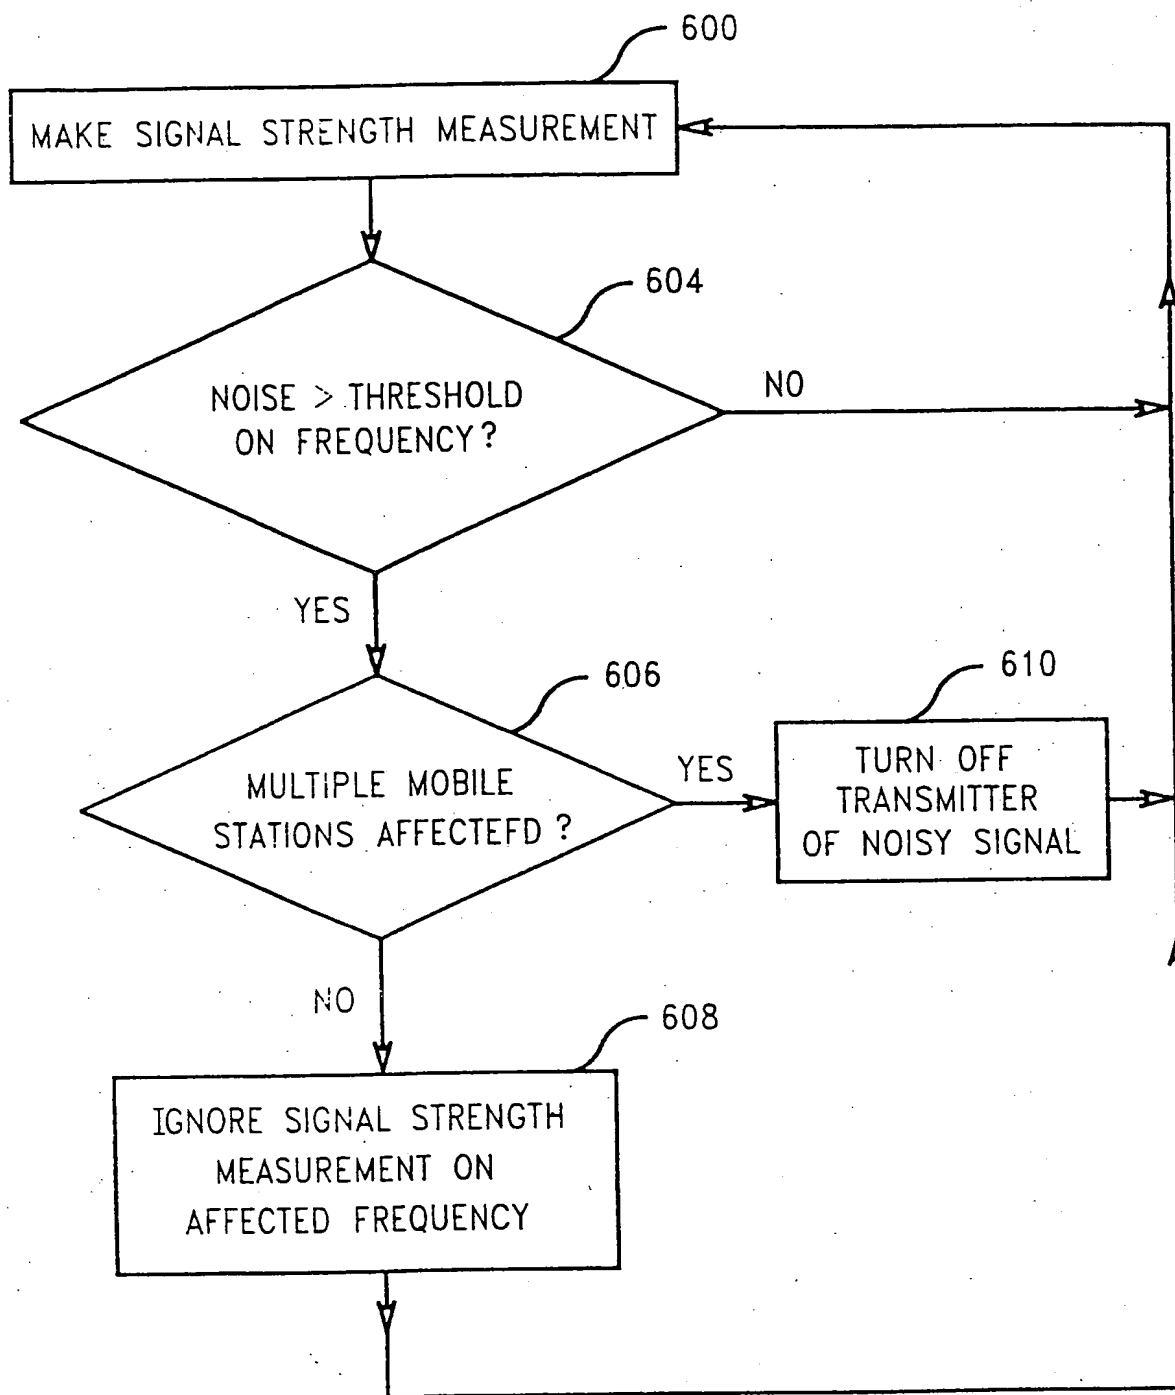 600
MAKE SIGNAL STRENGTH MEASUREMENT
604
NOISE > THRESHOLD
ON FREQUENCY?
NO
YES
606
MULTIPLE MOBILE
STATIONS AFFECTEFD ?
YES
610
TURN OFF
TRANSMITTER
OF NOISY SIGNAL
NO
608
IGNORE SIGNAL STRENGTH
MEASUREMENT ON
AFFECTED FREQUENCY